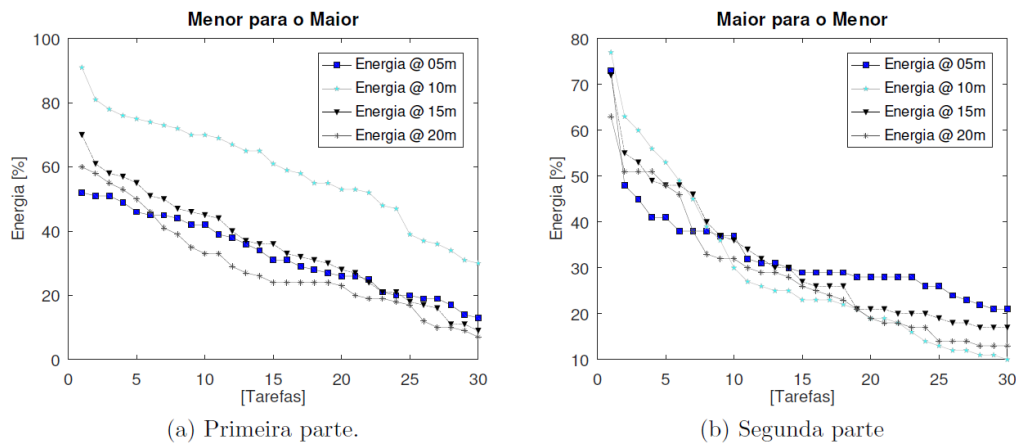 Menor para o Maior
100
80
60
40
20
0
Energia [%]
Energia @ 05m
Energia @ 10m
Energia @ 15m
Energia @ 20m
0 5 10 15 20 25 30
[Tarefas]
(a) Primeira parte.
Maior para o Menor
80
70
60
50
40
30
20
10
Energia [%]
Energia @ 05m
Energia @ 10m
Energia @ 15m
Energia @ 20m
0 5 10 15 20 25 30
[Tarefas]
(b) Segunda parte